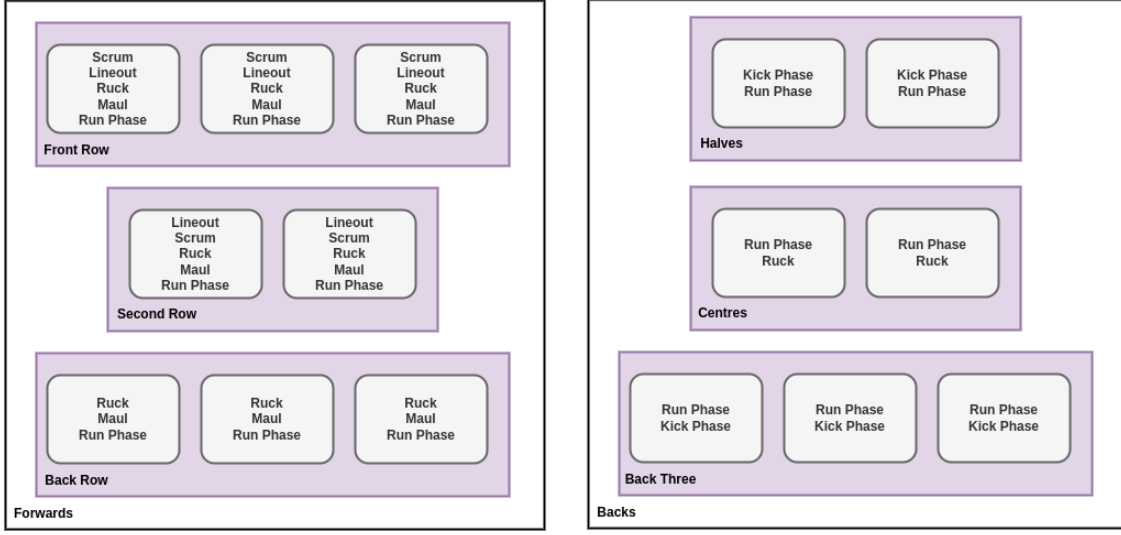 Scrum
Lineout
Ruck
Maul
Run Phase
Scrum
Lineout
Ruck
Maul
Run Phase
Scrum
Lineout
Ruck
Maul
Run Phase
Front Row
Lineout
Scrum
Ruck
Maul
Run Phase
Lineout
Scrum
Ruck
Maul
Run Phase
Second Row
Ruck
Maul
Run Phase
Ruck
Maul
Run Phase
Ruck
Maul
Run Phase
Back Row
Forwards
Kick Phase
Run Phase
Kick Phase
Run Phase
Halves
Run Phase
Ruck
Run Phase
Ruck
Centres
Run Phase
Kick Phase
Run Phase
Kick Phase
Run Phase
Kick Phase
Back Three
Backs